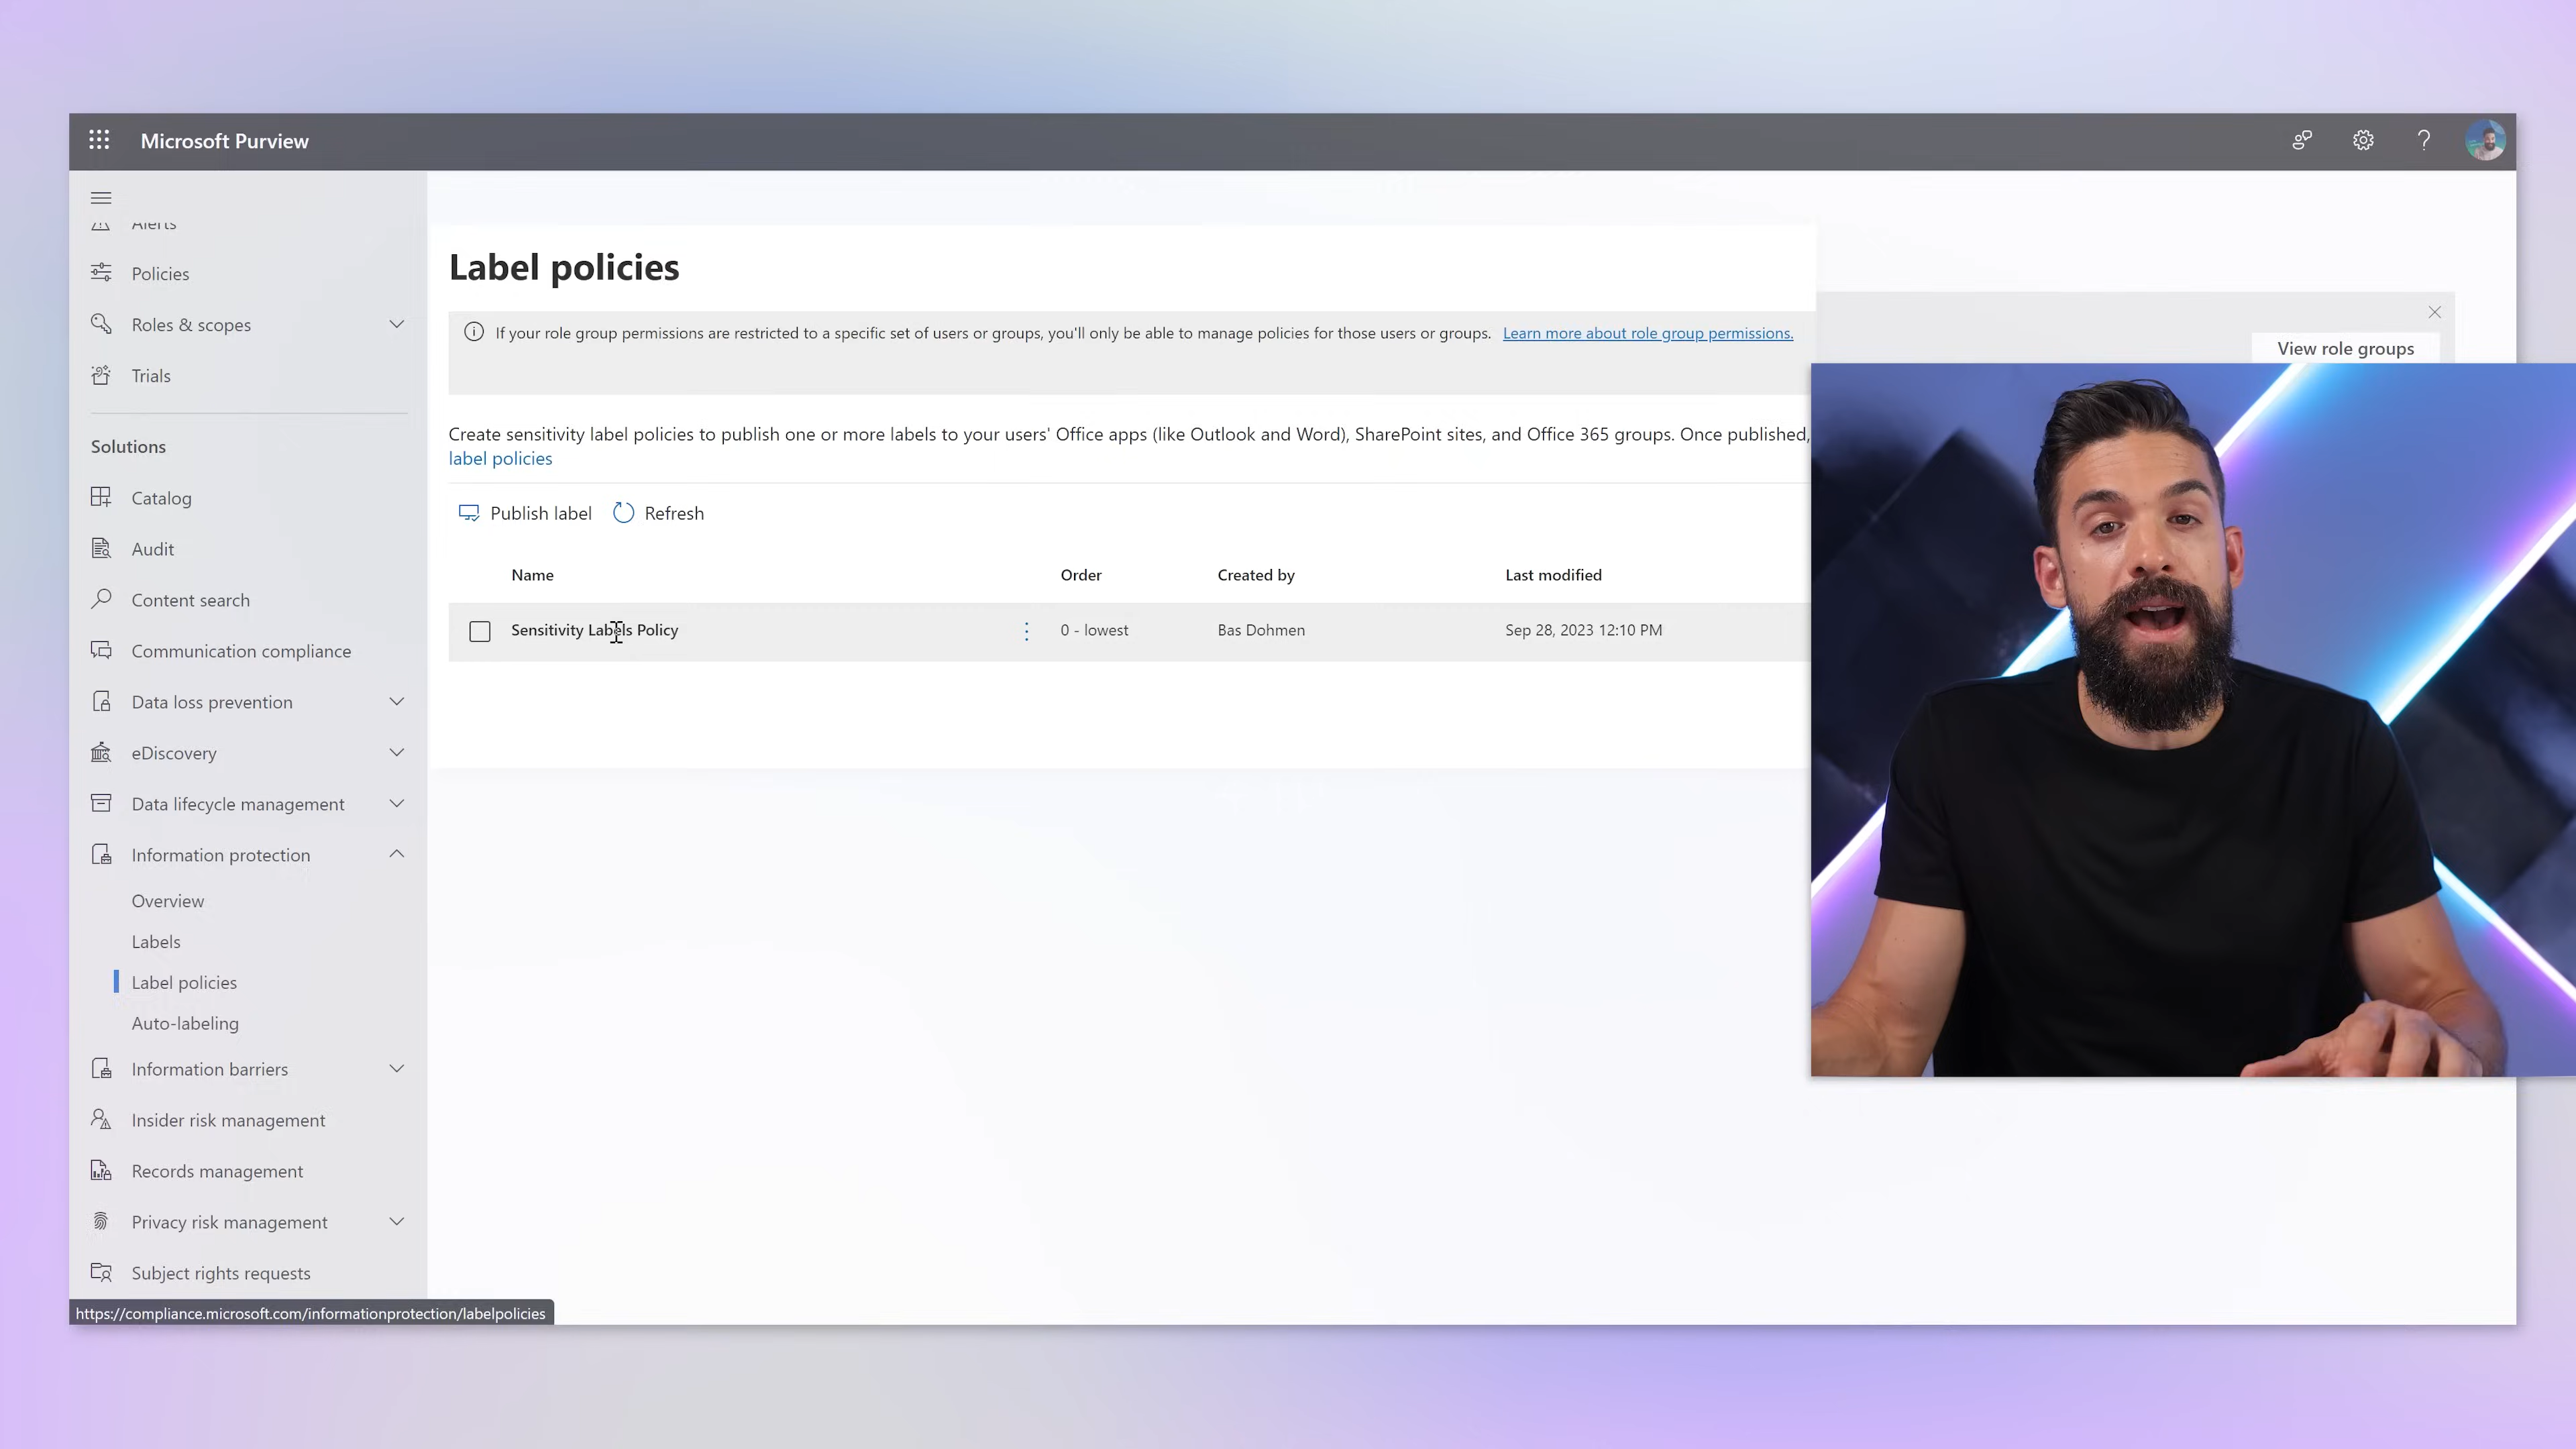 Microsoft Purview
Alerts
Policies
Roles & scopes
Trials
Solutions
Catalog
Audit
Content search
Communication compliance
Data loss prevention
eDiscovery
Data lifecycle management
Information protection
Overview
Labels
Label policies
Auto-labeling
Information barriers
Insider risk management
Records management
Privacy risk management
Subject rights requests
https://compliance.microsoft.com/informationprotection/labelpolicies
Label policies
If your role group permissions are restricted to a specific set of users or groups, you'll only be able to manage policies for those users or groups. Learn more about role group permissions.
View role groups
Create sensitivity label policies to publish one or more labels to your users' Office apps (like Outlook and Word), SharePoint sites, and Office 365 groups. Once published,
label policies
Publish label Refresh
Name Order Created by Last modified
Sensitivity Labels Policy 0 - lowest Bas Dohmen Sep 28, 2023 12:10 PM